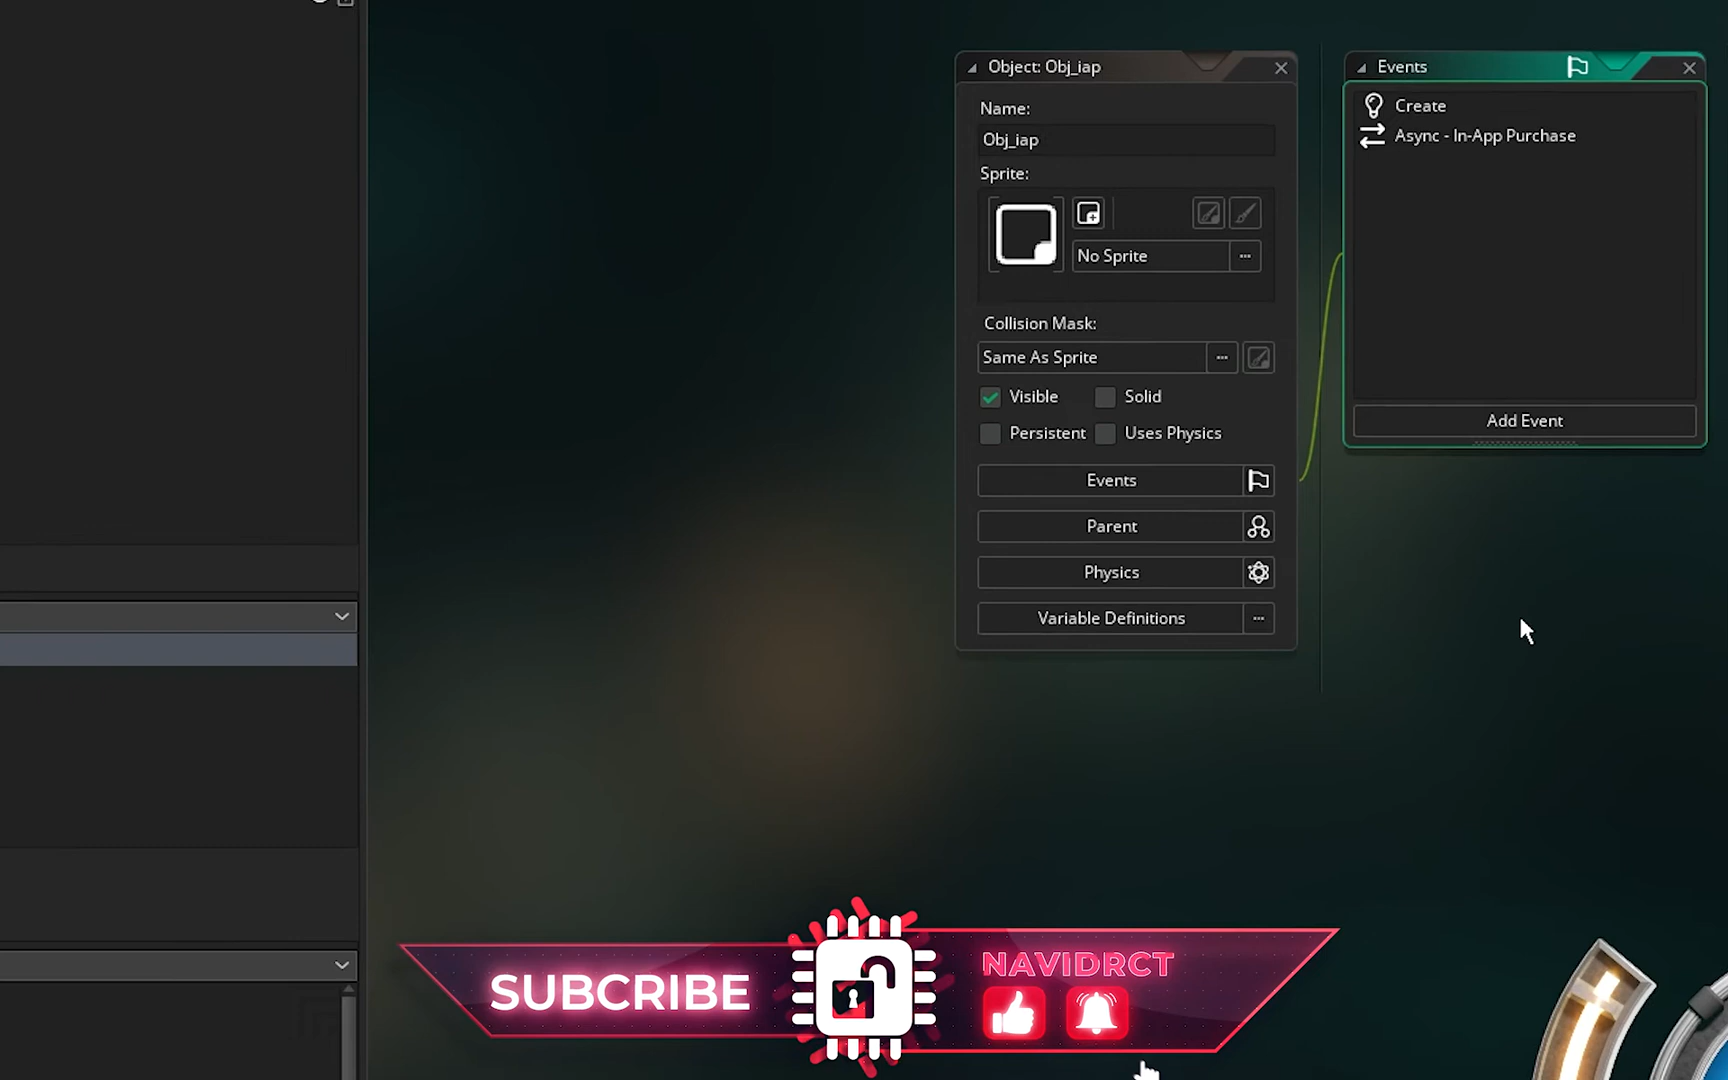 Object: Obj_iap
Name:
Obj_iap
Sprite:
No Sprite
...
Collision Mask:
Same As Sprite
...
Visible
Solid
Persistent
Uses Physics
Events
Parent
Physics
Variable Definitions
...
Events
Create
Async - In-App Purchase
Add Event
SUBCRIBE
NAVIDRCT